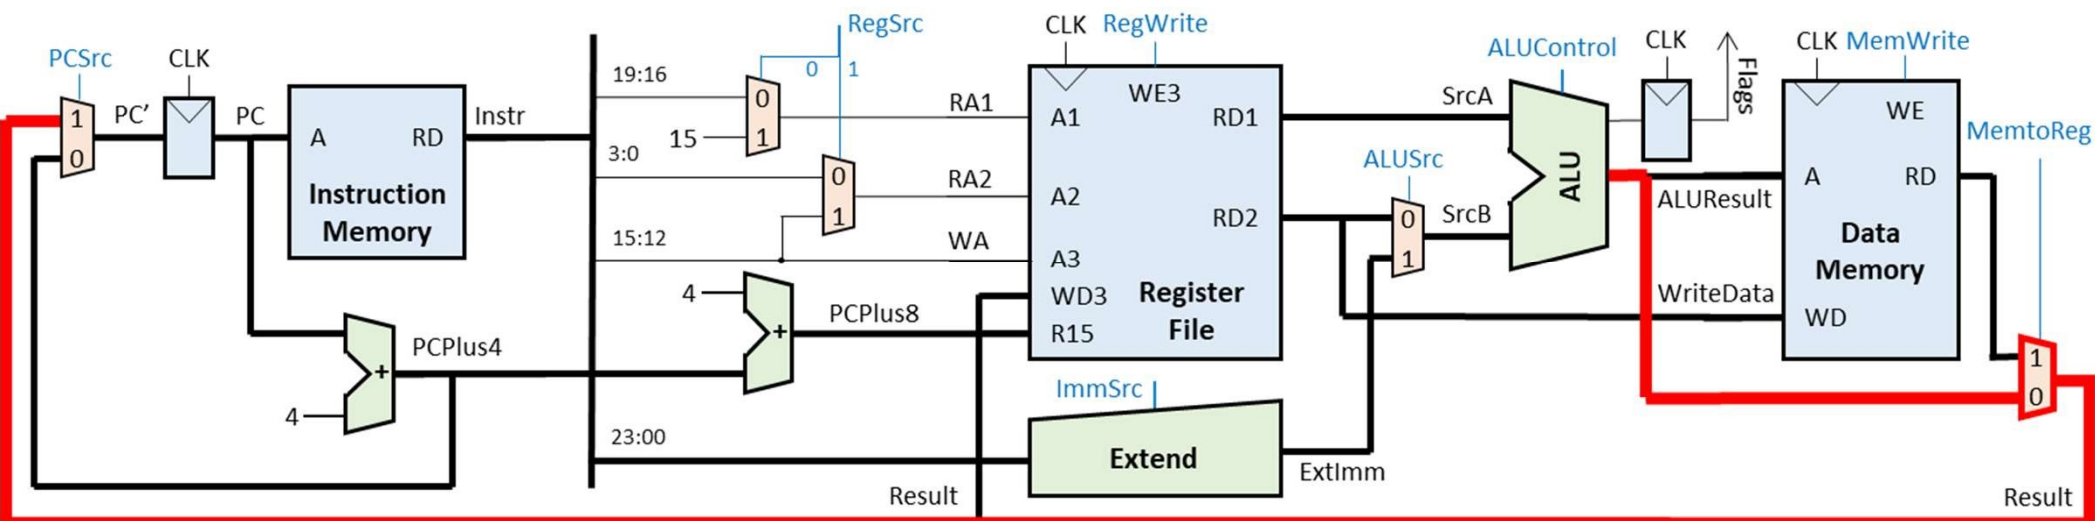 PCSrc
CLK
RegSrc
CLK
RegWrite
ALUControl
CLK
Flags
CLK
MemWrite
MemtoReg
1
0
PC’
PC
A
RD
Instr
Instruction
Memory
19:16
0
1
0
1
15
3:0
0
1
15:12
RA1
RA2
WA
A1
WE3
RD1
A2
RD2
A3
WD3
R15
Register
File
SrcA
ALUSrc
0
1
SrcB
ALU
ALUResult
WriteData
A
WE
RD
Data
Memory
WD
1
0
4
+
PCPlus4
4
+
PCPlus8
23:00
ImmSrc
Extend
ExtImm
Result
Result